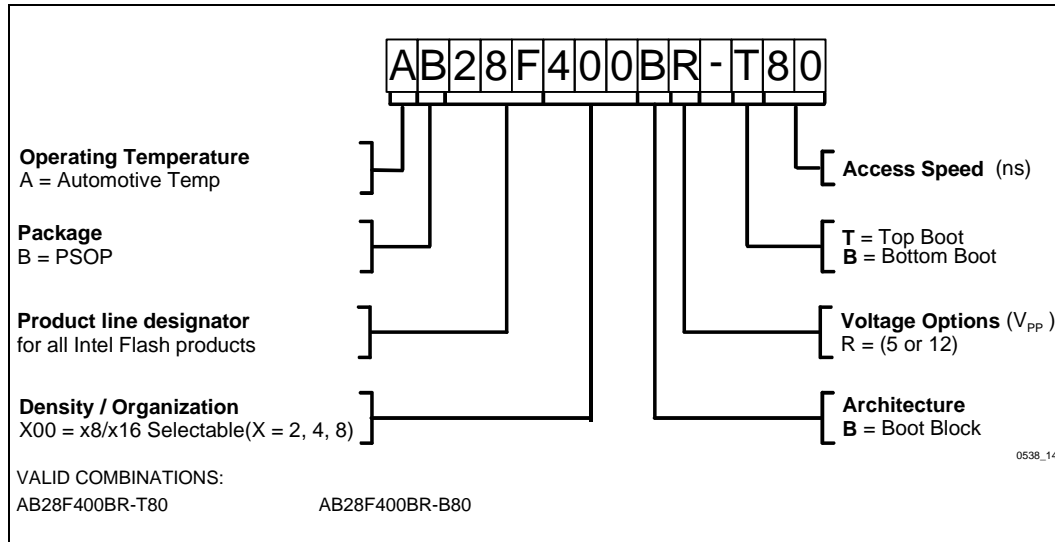 AB28F400BR-T80
Operating Temperature
A = Automotive Temp
Package
B = PSOP
Product line designator
for all Intel Flash products
Density / Organization
X00 = x8/x16 Selectable(X = 2, 4, 8)
Access Speed (ns)
T = Top Boot
B = Bottom Boot
Voltage Options (VPP )
R = (5 or 12)
Architecture
B = Boot Block
0538_14
VALID COMBINATIONS:
AB28F400BR-T80 AB28F400BR-B80